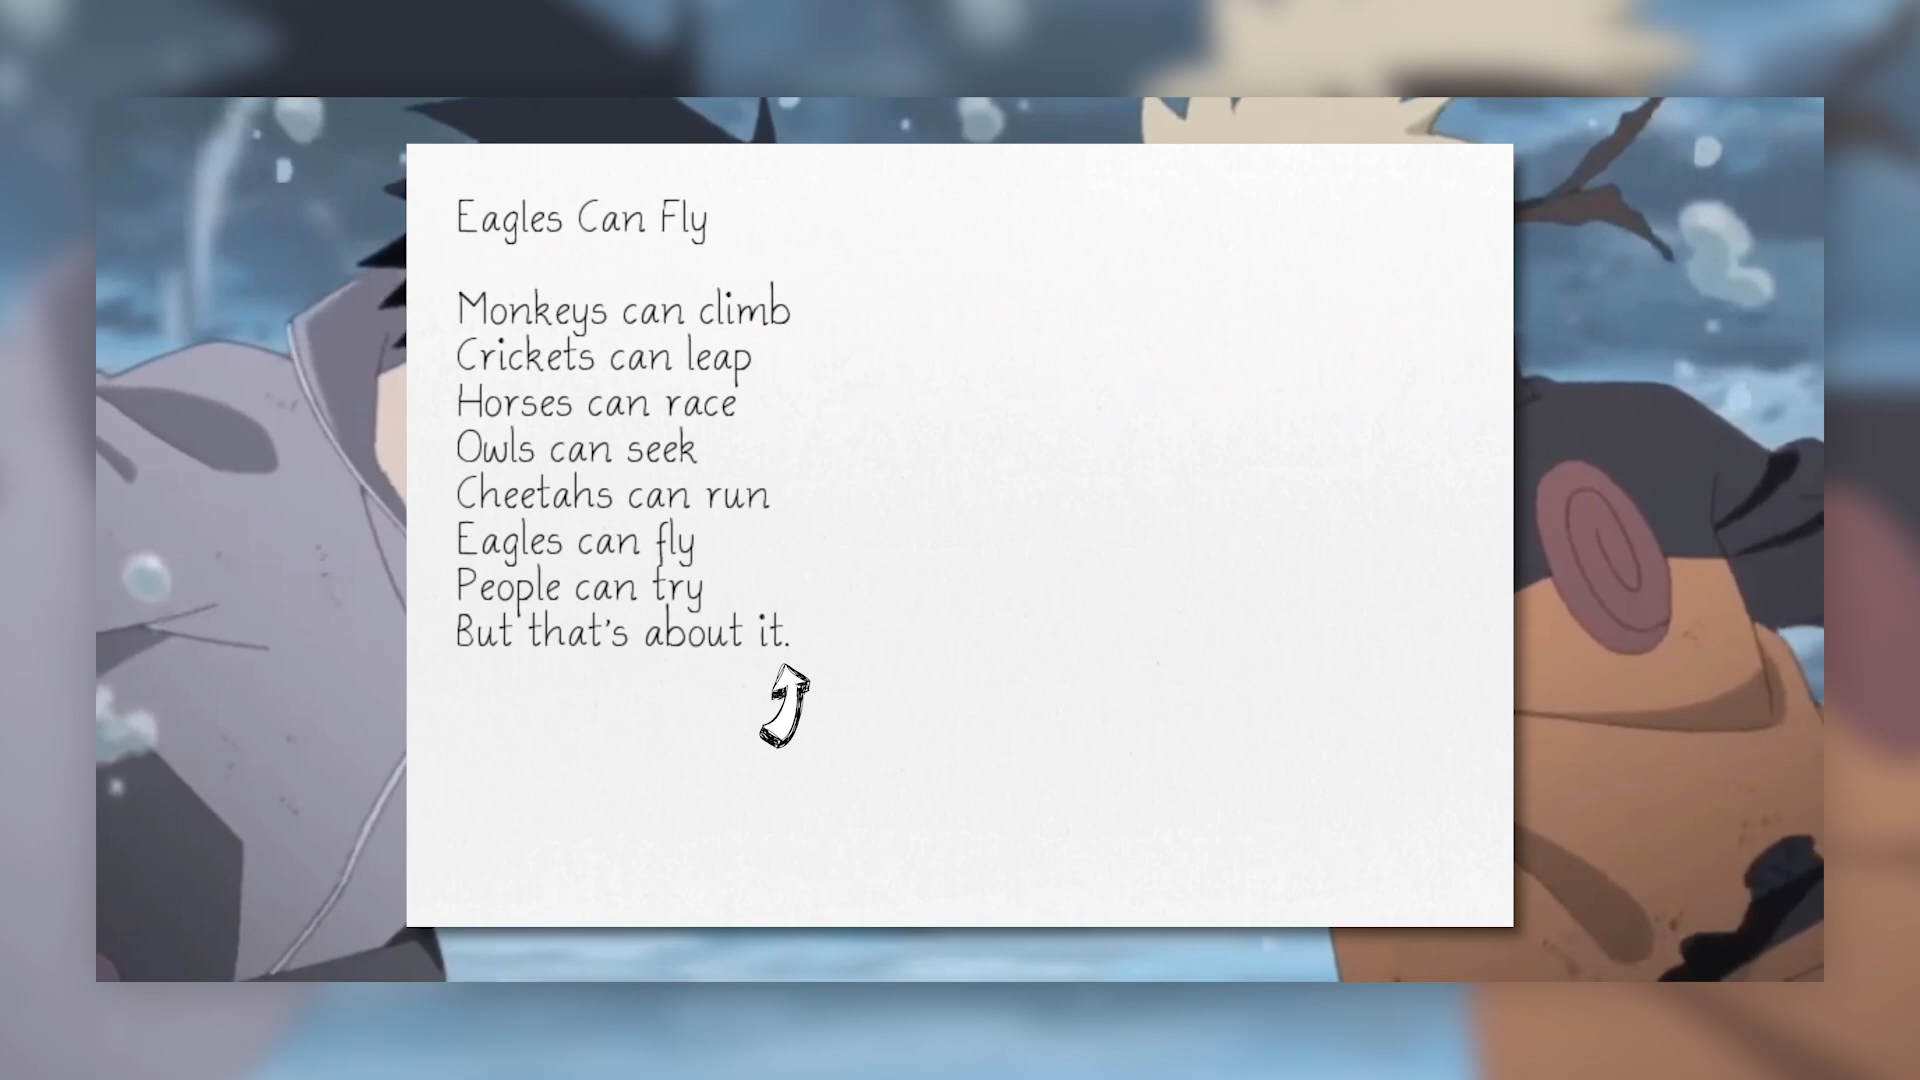 Eagles Can Fly
Monkeys can climb
Crickets can leap
Horses can race
Owls can seek
Cheetahs can run
Eagles can fly
People can try
But that's about it.